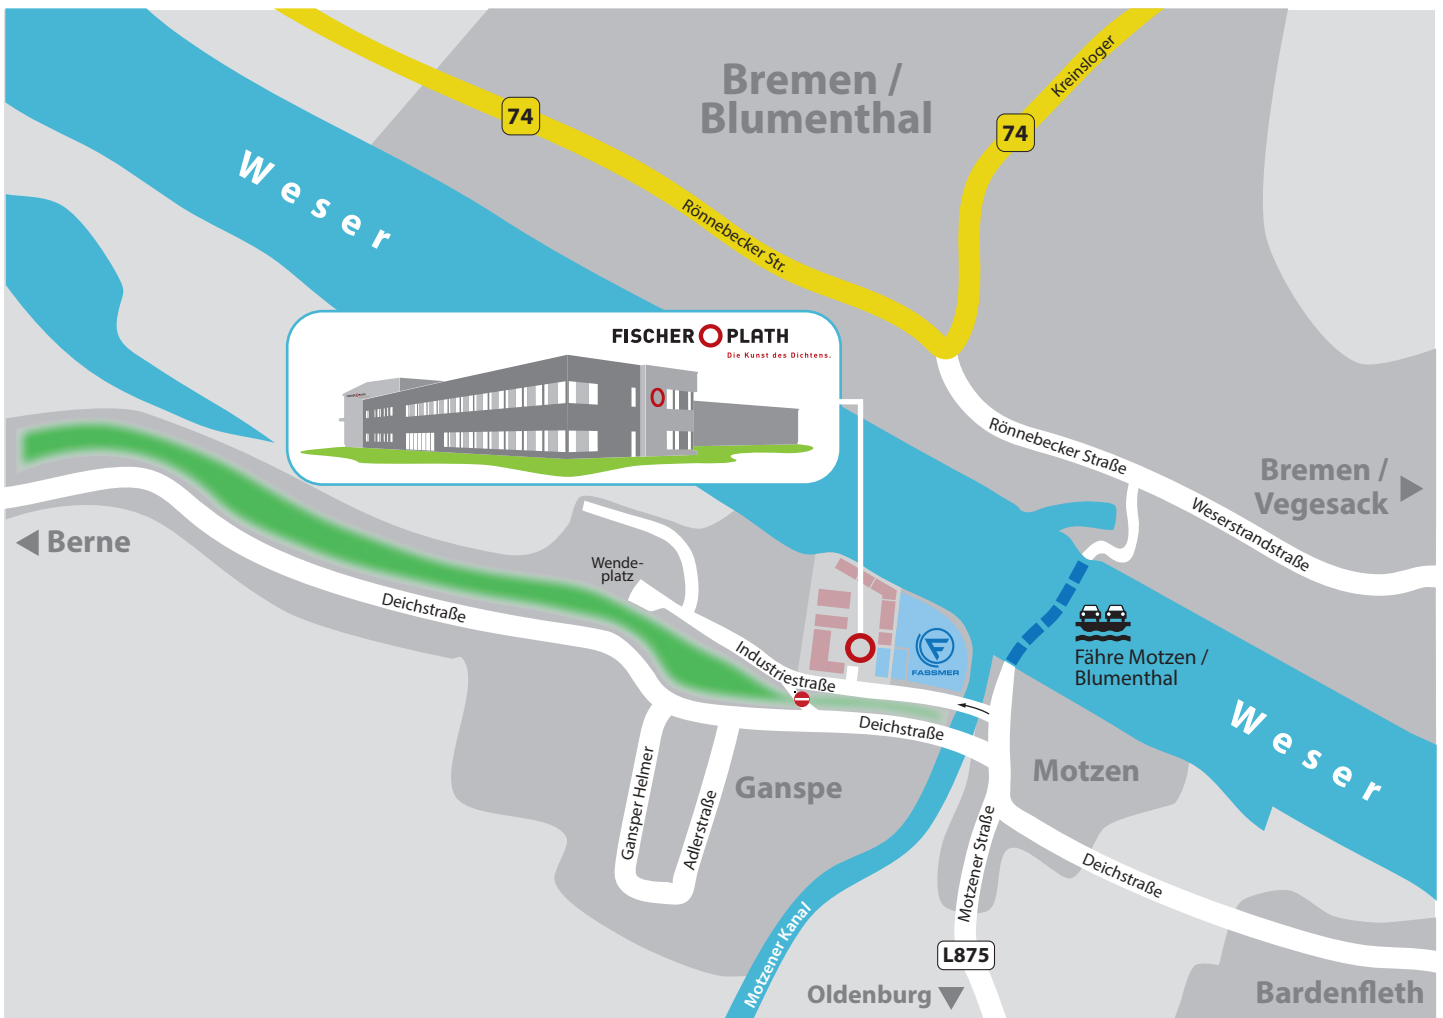 Bremen /
Blumenthal
Kreinsloger
74
74
Weser
Rönnebecker Str.
FISCHER PLATH
Die Kunst des Dichtens.
Rönnebecker Straße
Bremen /
Vegesack
Weserstrandstraße
Berne
Wende-
platz
Deichstraße
Industriestraße
FASSMER
Fähre Motzen /
Blumenthal
Deichstraße
Weser
Motzen
Ganspe
Gansper Helmer
Adlerstraße
Motzener Straße
Deichstraße
Motzener Kanal
L875
Oldenburg
Bardenfleth